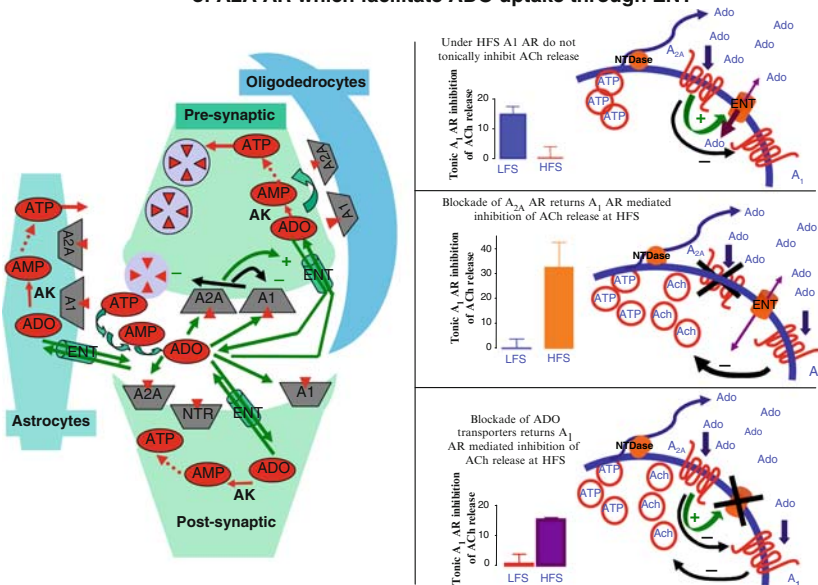 of A2A AR which facilitate ADO uptake through ENT
Oligodedrocytes
Pre-synaptic
ATP
A2A
AMP
AK
A1
ADO
ATP
A2A
AMP
AK
A1
ADO
ENT
Astrocytes
+
−
−
ENT
A2A
A1
ATP
AMP
ADO
A2A
NTR
ENT
A1
ATP
AMP
ADO
AK
Post-synaptic
Under HFS A1 AR do not
tonically inhibit ACh release
Tonic A1 AR inhibition
of ACh release
20
10
0
LFS
HFS
NTDase
A2A
Ado
Ado
Ado
Ado
Ado
ATP
ATP
ATP
ENT
+
Ado
−
A1
Blockade of A2A AR returns A1 AR mediated
inhibition of ACh release at HFS
Tonic A1 AR inhibition
of ACh release
40
30
20
10
0
LFS
HFS
NTDase
A2A
Ado
Ado
Ado
Ado
Ado
ATP
ATP
ATP
Ach
Ach
Ach
ENT
−
A
Blockade of ADO
transporters returns A1
AR mediated inhibition of
ACh release at HFS
Tonic A1 AR inhibition
of ACh release
20
10
0
LFS
HFS
NTDase
A2A
Ado
Ado
Ado
Ado
Ado
ATP
ATP
ATP
Ach
Ach
Ach
+
−
−
A1